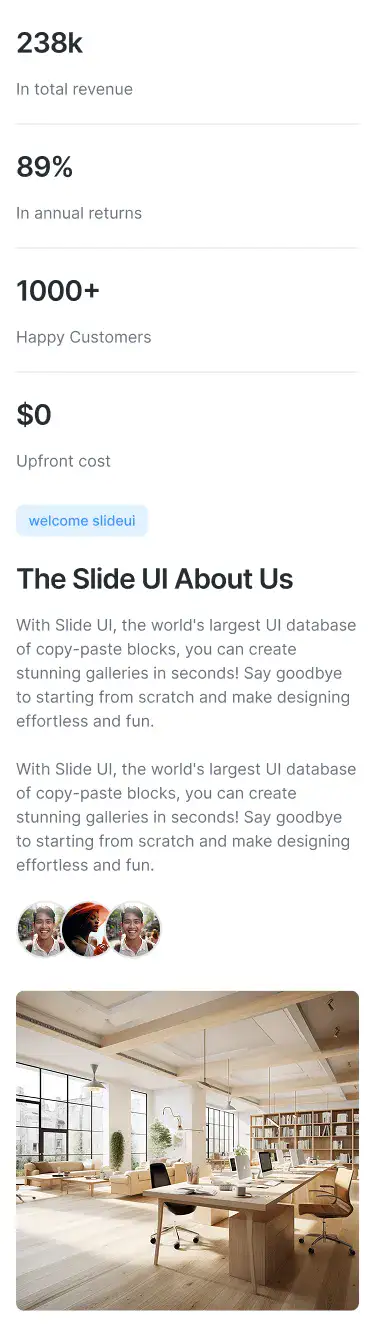 238k
In total revenue
89%
In annual returns
1000+
Happy Customers
$0
Upfront cost
welcome slideui
The Slide UI About Us
With Slide UI, the world's largest UI database
of copy-paste blocks, you can create
stunning galleries in seconds! Say goodbye
to starting from scratch and make designing
effortless and fun.
With Slide UI, the world's largest UI database
of copy-paste blocks, you can create
stunning galleries in seconds! Say goodbye
to starting from scratch and make designing
effortless and fun.